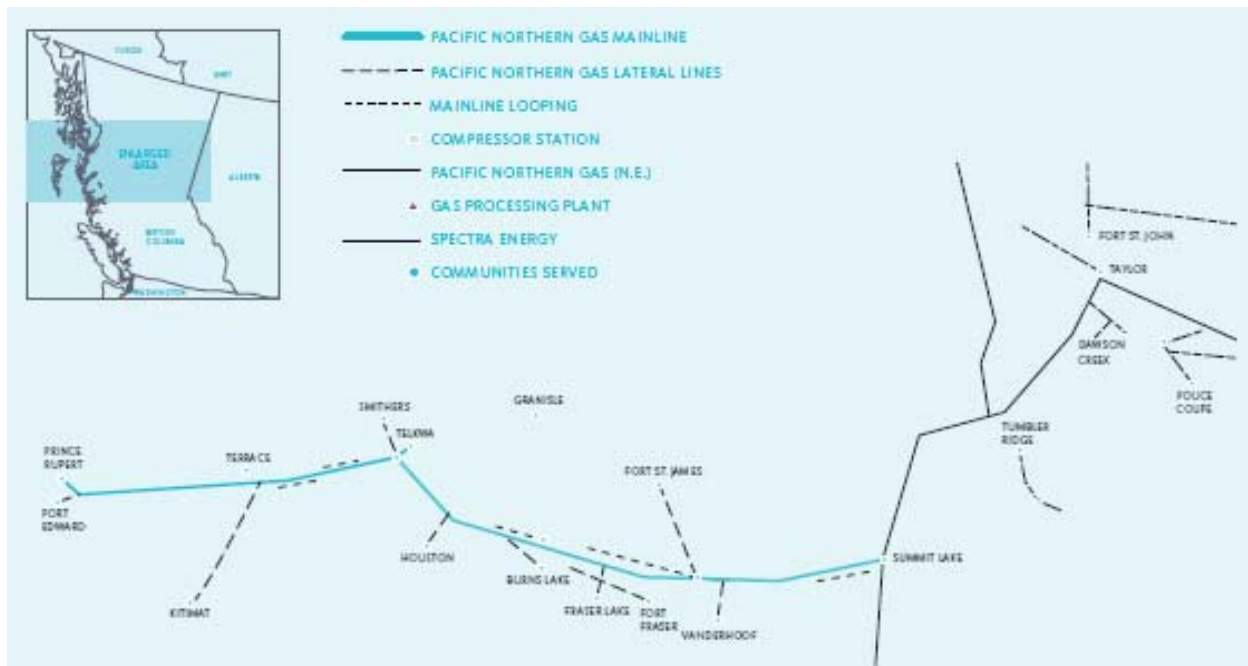 YUKON
NWT
ENLARGED
AREA
ALBERTA
BRITISH
COLUMBIA
WASHINGTON
PACIFIC NORTHERN GAS MAINLINE
PACIFIC NORTHERN GAS LATERAL LINES
MAINLINE LOOPING
COMPRESSOR STATION
PACIFIC NORTHERN GAS (N.E.)
GAS PROCESSING PLANT
SPECTRA ENERGY
COMMUNITIES SERVED
FORT ST. JOHN
TAYLOR
DAWSON
CREEK
POUCE
COUPE
TUMBLER
RIDGE
GRANISLE
SMITHERS
TELKWA
PRINCE
RUPERT
TERRACE
FORT ST. JAMES
PORT
EDWARD
HOUSTON
SUMMIT LAKE
BURNS LAKE
KITIMAT
FRASER LAKE
FORT
FRASER
VANDERHOOF